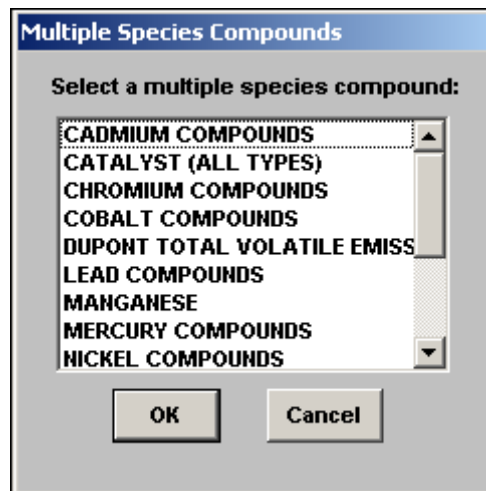 Multiple Species Compounds
Select a multiple species compound:
CADMIUM COMPOUNDS
CATALYST (ALL TYPES)
CHROMIUM COMPOUNDS
COBALT COMPOUNDS
DUPONT TOTAL VOLATILE EMISS
LEAD COMPOUNDS
MANGANESE
MERCURY COMPOUNDS
NICKEL COMPOUNDS
OK Cancel